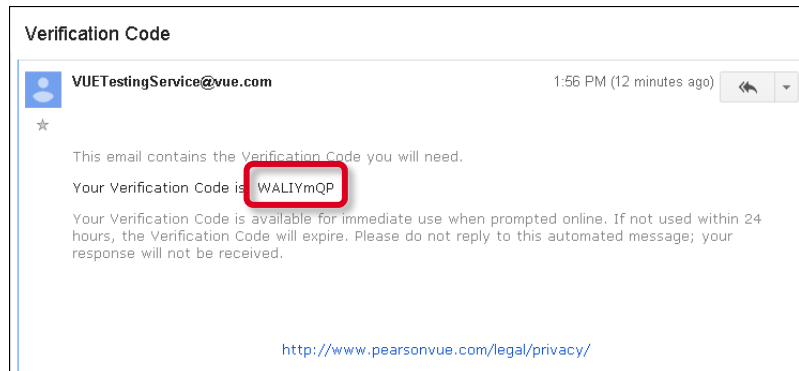 Verification Code
VUETestingService@vue.com
1:56 PM (12 minutes ago)
This email contains the Verification Code you will need.
Your Verification Code is WALIYmQP
Your Verification Code is available for immediate use when prompted online. If not used within 24
hours, the Verification Code will expire. Please do not reply to this automated message; your
response will not be received.
http://www.pearsonvue.com/legal/privacy/